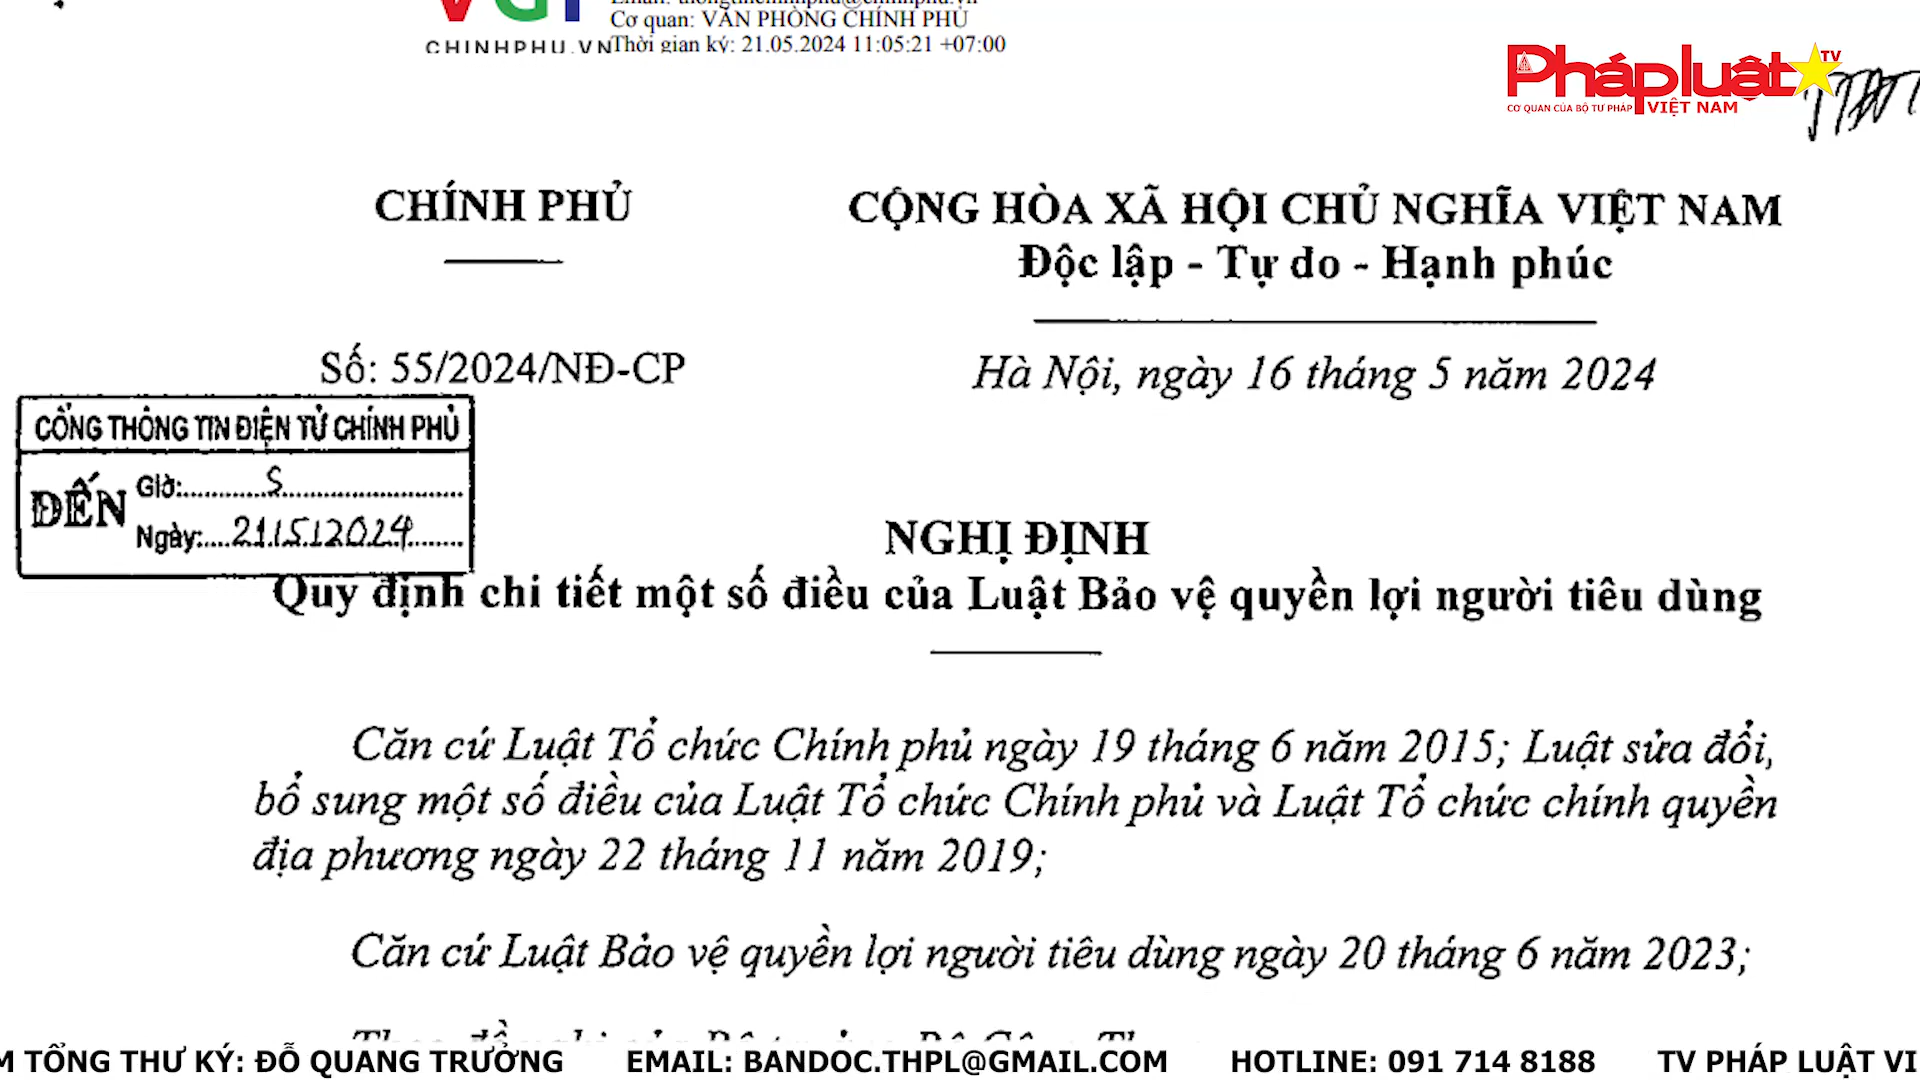 VGP
CHINHPHU.VN
Email: thongtinchinhphu@chinhphu.vn
Cơ quan: VĂN PHÒNG CHÍNH PHỦ
Thời gian ký: 21.05.2024 11:05:21 +07:00
Phápluật TV
CƠ QUAN CỦA BỘ TƯ PHÁP VIỆT NAM
CHÍNH PHỦ
CỘNG HÒA XÃ HỘI CHỦ NGHĨA VIỆT NAM
Độc lập - Tự do - Hạnh phúc
Số: 55/2024/NĐ-CP
Hà Nội, ngày 16 tháng 5 năm 2024
CỔNG THÔNG TIN ĐIỆN TỬ CHÍNH PHỦ
ĐẾN
Giờ:...........S...........
Ngày:....21/5/2024........
NGHỊ ĐỊNH
Quy định chi tiết một số điều của Luật Bảo vệ quyền lợi người tiêu dùng
Căn cứ Luật Tổ chức Chính phủ ngày 19 tháng 6 năm 2015; Luật sửa đổi,
bổ sung một số điều của Luật Tổ chức Chính phủ và Luật Tổ chức chính quyền
địa phương ngày 22 tháng 11 năm 2019;
Căn cứ Luật Bảo vệ quyền lợi người tiêu dùng ngày 20 tháng 6 năm 2023;
M TỔNG THƯ KÝ: ĐỖ QUANG TRƯỞNG EMAIL: BANDOC.THPL@GMAIL.COM HOTLINE: 091 714 8188 TV PHÁP LUẬT VI